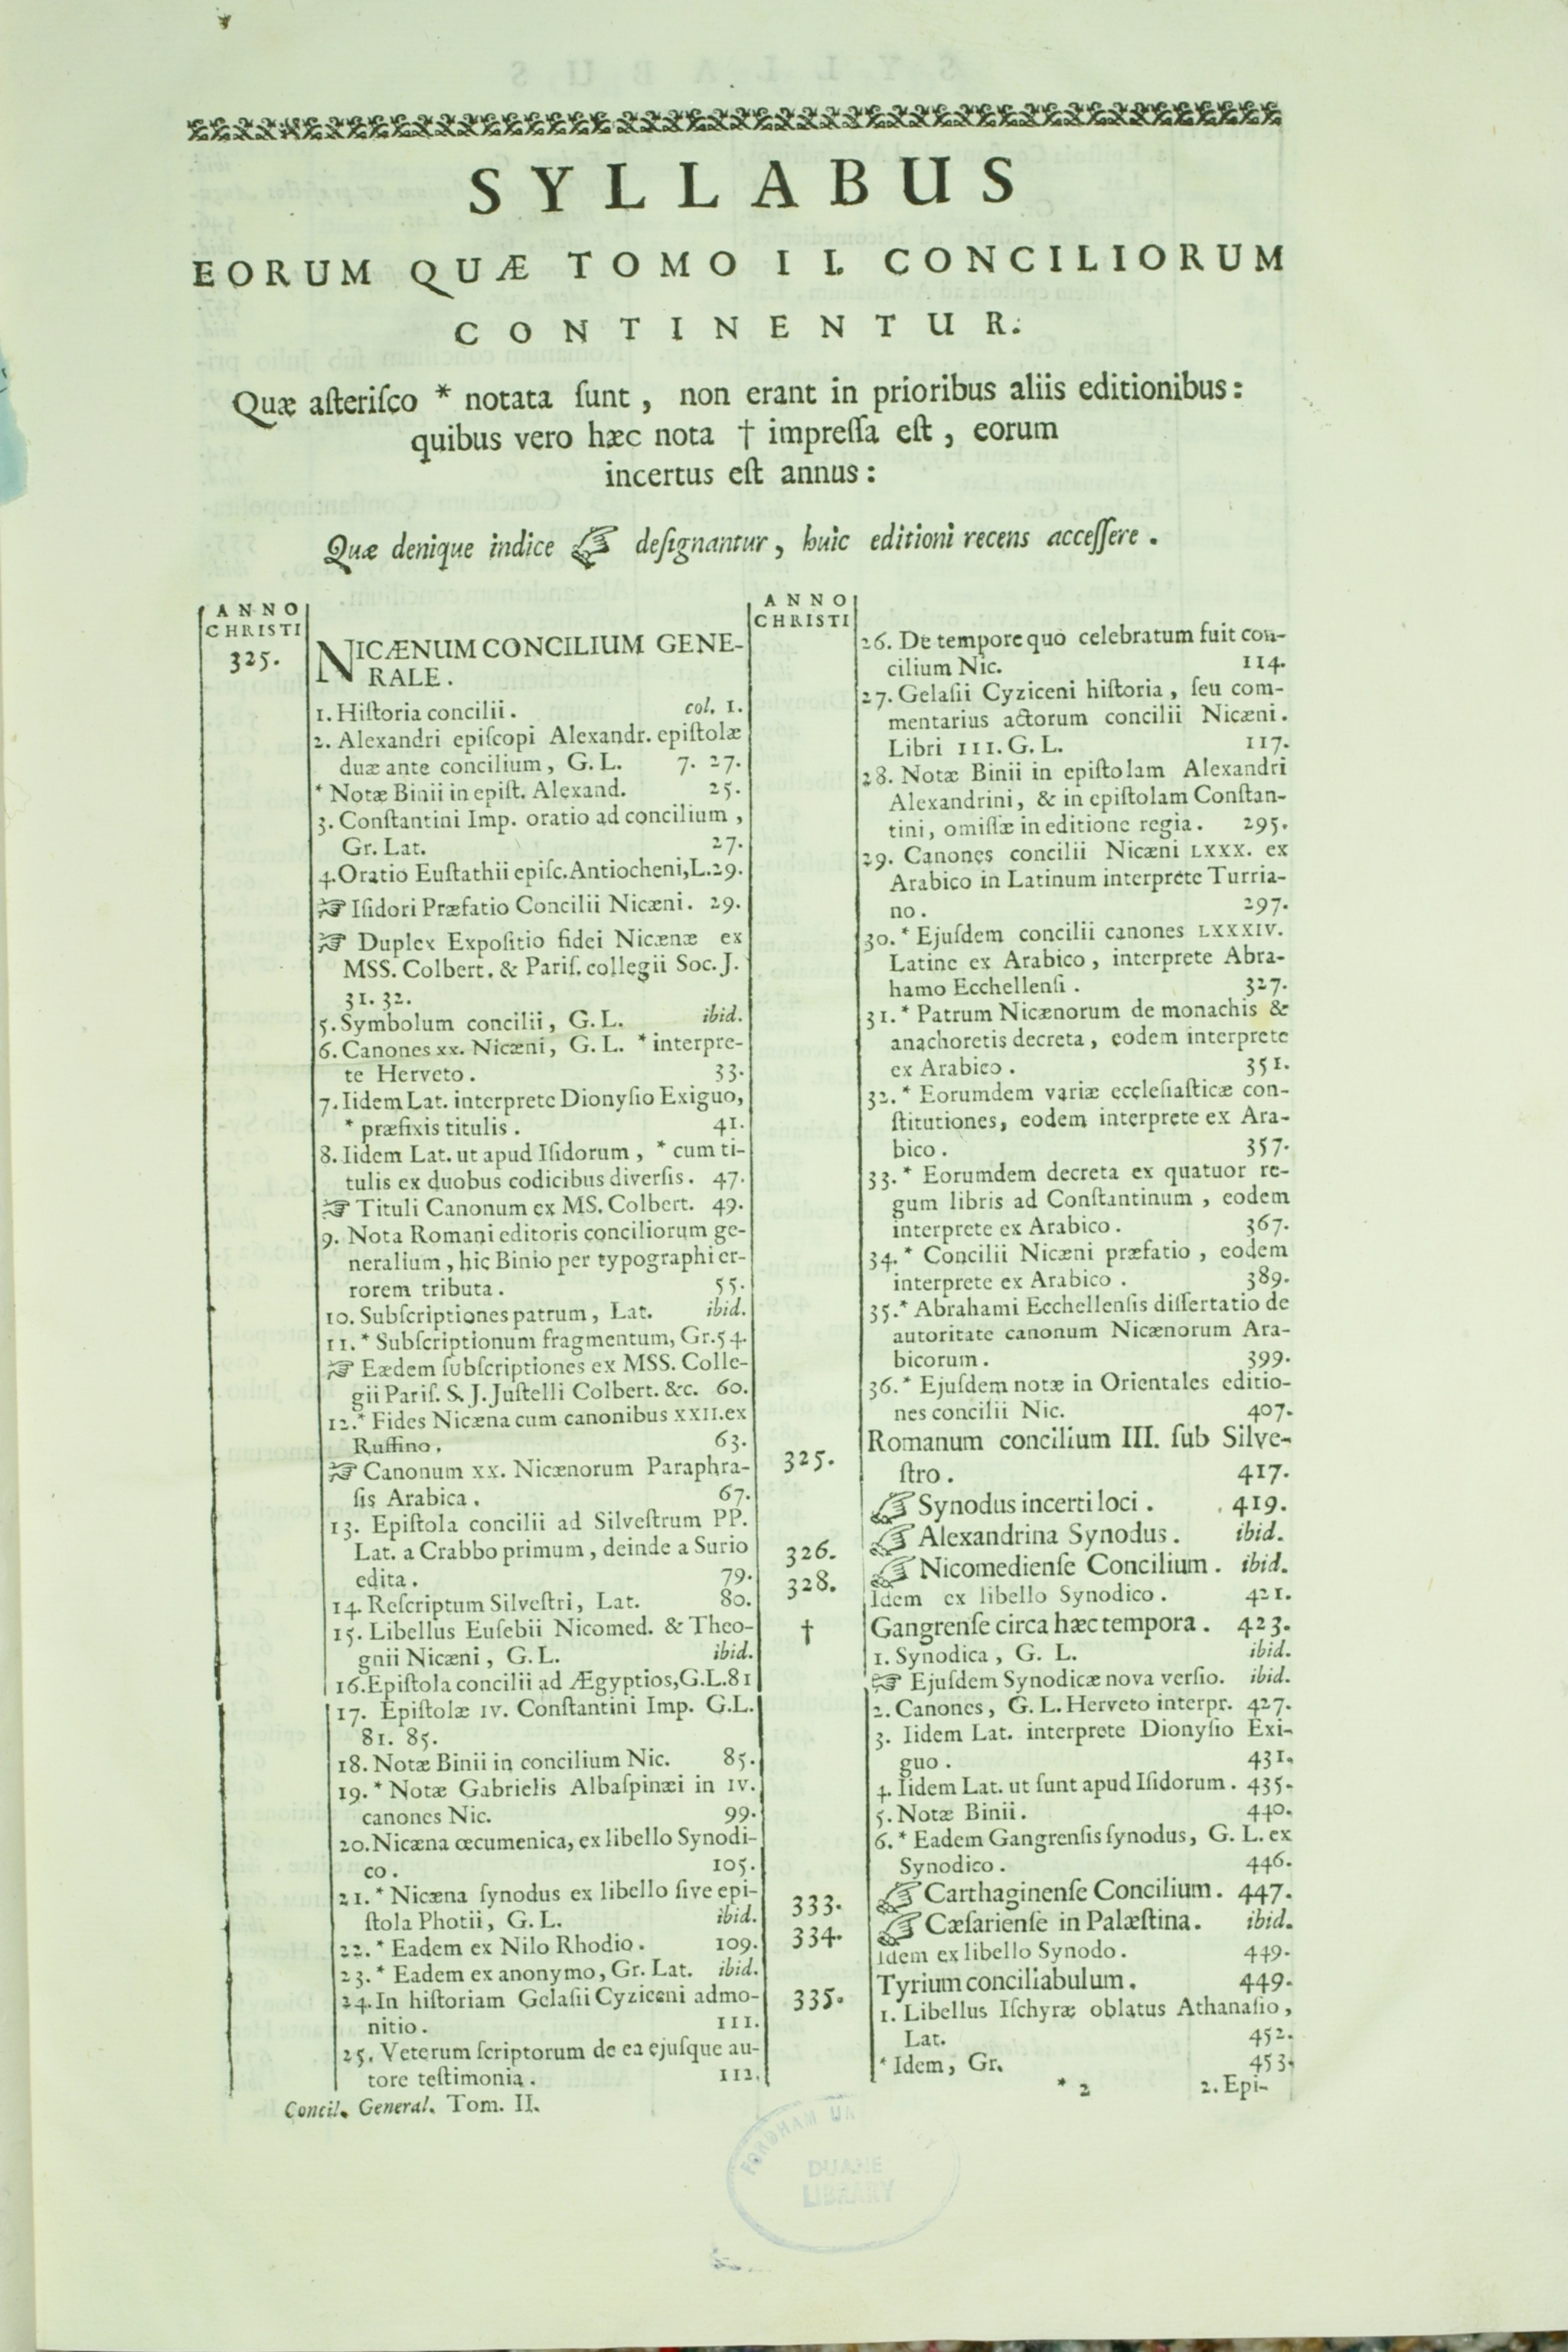 SYLLABUS
EORUM QUÆ TOMO II. CONCILIORUM
CONTINENTUR.
Quæ aſteriſco * notata ſunt, non erant in prioribus aliis editionibus:
quibus vero hæc nota † impreſſa eſt, eorum
incertus eſt annus:
Quæ denique indice ☞ deſignantur, huic editioni recens acceſſere.
ANNO
CHRISTI
325.
NICÆNUM CONCILIUM GENE-
RALE.
1. Hiſtoria concilii. col. 1.
2. Alexandri epiſcopi Alexandr. epiſtolæ
duæ ante concilium, G. L. 7. 27.
* Notæ Binii in epiſt. Alexand. 25.
3. Conſtantini Imp. oratio ad concilium,
Gr. Lat. 27.
4. Oratio Euſtathii epiſc. Antiocheni, L. 29.
☞ Iſidori Præfatio Concilii Nicæni. 29.
☞ Duplex Expoſitio fidei Nicænæ ex
MSS. Colbert. & Pariſ. collegii Soc. J.
31. 32.
5. Symbolum concilii, G. L. ibid.
6. Canones xx. Nicæni, G. L. * interpre-
te Herveto. 33.
7. Iidem Lat. interprete Dionyſio Exiguo,
* præfixis titulis. 41.
8. Iidem Lat. ut apud Iſidorum, * cum ti-
tulis ex duobus codicibus diverſis. 47.
☞ Tituli Canonum ex MS. Colbert. 49.
9. Nota Romani editoris conciliorum ge-
neralium, hic Binio per typographi er-
rorem tributa. 55.
10. Subſcriptiones patrum, Lat. ibid.
11. * Subſcriptionum fragmentum, Gr. 54.
☞ Eædem ſubſcriptiones ex MSS. Colle-
gii Pariſ. S. J. Juſtelli Colbert. &c. 60.
12. * Fides Nicæna cum canonibus XXII. ex
Ruffino. 63.
☞ Canonum xx. Nicænorum Paraphra-
ſis Arabica. 67.
13. Epiſtola concilii ad Silveſtrum PP.
Lat. a Crabbo primum, deinde a Surio
edita. 79.
14. Reſcriptum Silveſtri, Lat. 80.
15. Libellus Euſebii Nicomed. & Theo-
gnii Nicæni, G. L. ibid.
16. Epiſtola concilii ad Ægyptios, G. L. 81
17. Epiſtolæ IV. Conſtantini Imp. G. L.
81. 85.
18. Notæ Binii in concilium Nic. 85.
19. * Notæ Gabrielis Albaſpinæi in IV.
canones Nic. 99.
20. Nicæna œcumenica, ex libello Synodi-
co. 105.
21. * Nicæna ſynodus ex libello ſive epi-
ſtola Photii, G. L. ibid.
22. * Eadem ex Nilo Rhodio. 109.
23. * Eadem ex anonymo, Gr. Lat. ibid.
24. In hiſtoriam Gelaſii Cyziceni admo-
nitio. 111.
25. Veterum ſcriptorum de ea ejuſque au-
tore teſtimonia. 112.
ANNO
CHRISTI
26. De tempore quo celebratum fuit con-
cilium Nic. 114.
27. Gelaſii Cyziceni hiſtoria, ſeu com-
mentarius actorum concilii Nicæni.
Libri III. G. L. 117.
28. Notæ Binii in epiſtolam Alexandri
Alexandrini, & in epiſtolam Conſtan-
tini, omiſſæ in editione regia. 295.
29. Canones concilii Nicæni LXXX. ex
Arabico in Latinum interprete Turria-
no. 297.
30. * Ejuſdem concilii canones LXXXIV.
Latine ex Arabico, interprete Abra-
hamo Ecchellenſi. 327.
31. * Patrum Nicænorum de monachis &
anachoretis decreta, eodem interprete
ex Arabico. 351.
32. * Eorumdem variæ eccleſiaſticæ con-
ſtitutiones, eodem interprete ex Ara-
bico. 357.
33. * Eorumdem decreta ex quatuor re-
gum libris ad Conſtantinum, eodem
interprete ex Arabico. 367.
34. * Concilii Nicæni præfatio, eodem
interprete ex Arabico. 389.
35. * Abrahami Ecchellenſis diſſertatio de
autoritate canonum Nicænorum Ara-
bicorum. 399.
36. * Ejuſdem notæ in Orientales editio-
nes concilii Nic. 407.
325. Romanum concilium III. ſub Silve-
ſtro. 417.
☞ Synodus incerti loci. 419.
326. ☞ Alexandrina Synodus. ibid.
328. ☞ Nicomedienſe Concilium. ibid.
Idem ex libello Synodico. 421.
† Gangrenſe circa hæc tempora. 423.
1. Synodica, G. L. ibid.
☞ Ejuſdem Synodicæ nova verſio. ibid.
2. Canones, G. L. Herveto interpr. 427.
3. Iidem Lat. interprete Dionyſio Exi-
guo. 431.
4. Iidem Lat. ut ſunt apud Iſidorum. 435.
5. Notæ Binii. 440.
6. * Eadem Gangrenſis ſynodus, G. L. ex
Synodico. 446.
333. ☞ Carthaginenſe Concilium. 447.
334. ☞ Cæſarienſe in Palæſtina. ibid.
Idem ex libello Synodo. 449.
335. Tyrium conciliabulum. 449.
1. Libellus Iſchyræ oblatus Athanaſio,
Lat. 452.
* Idem, Gr. 453.
* 2 2. Epi-
Concil. General. Tom. II.
FORDHAM UN
DUANE
LIBRARY